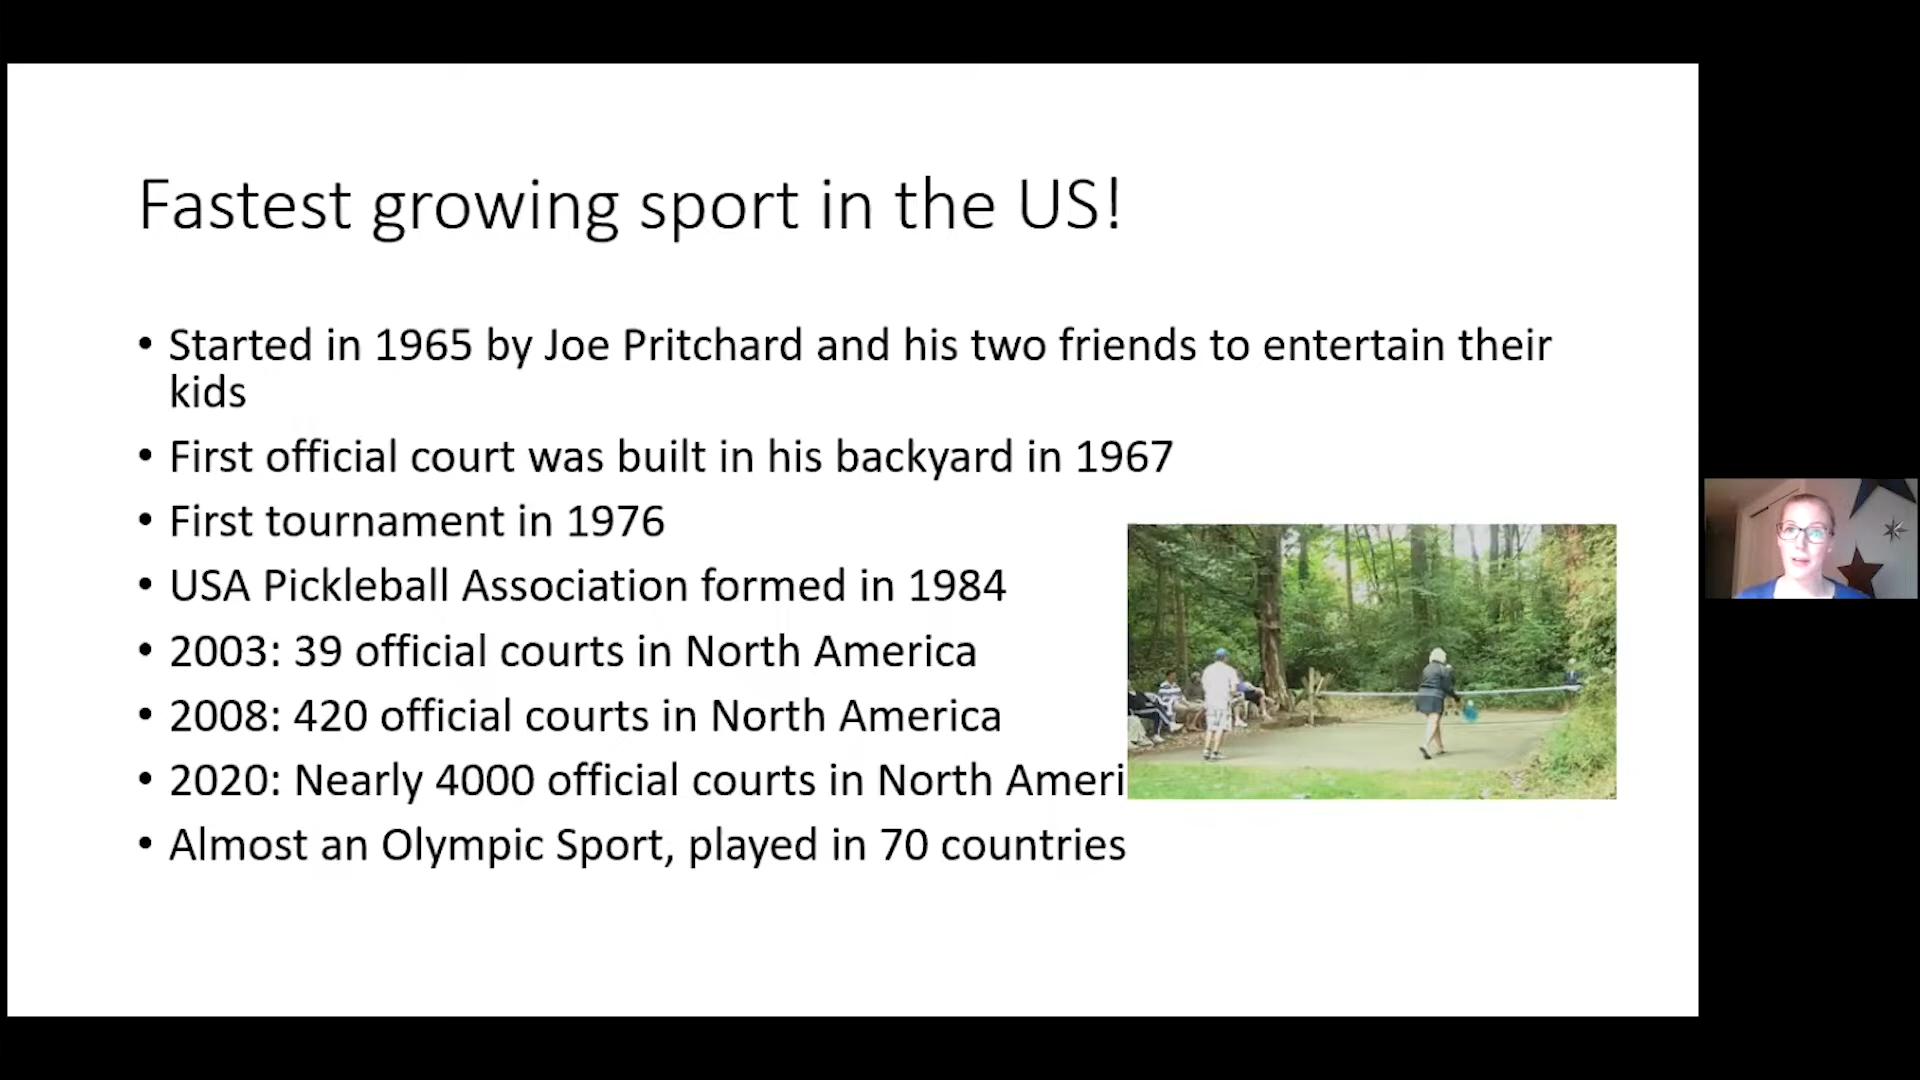 Fastest growing sport in the US!
• Started in 1965 by Joe Pritchard and his two friends to entertain their
kids
• First official court was built in his backyard in 1967
• First tournament in 1976
• USA Pickleball Association formed in 1984
• 2003: 39 official courts in North America
• 2008: 420 official courts in North America
• 2020: Nearly 4000 official courts in North Ameri
• Almost an Olympic Sport, played in 70 countries